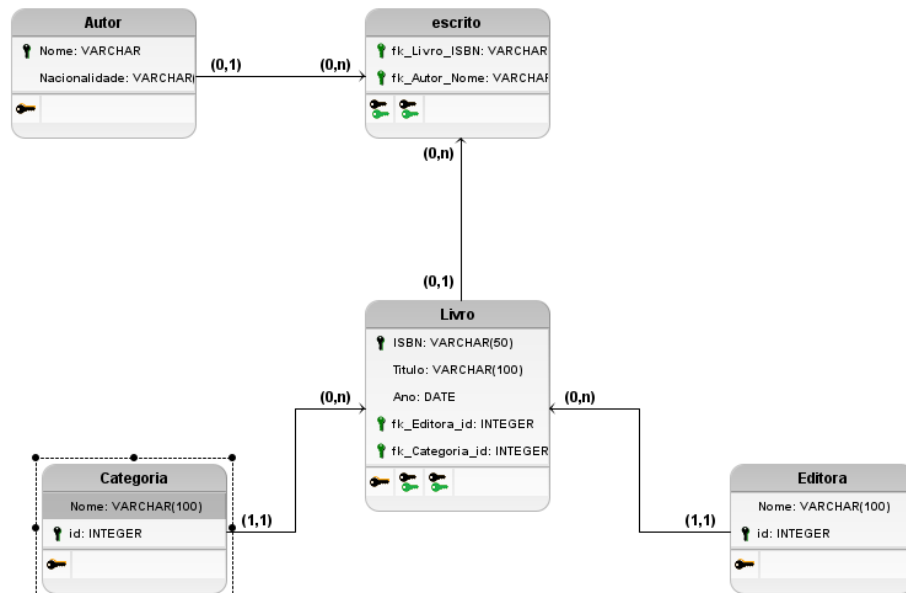 Autor
Nome: VARCHAR
Nacionalidade: VARCHAR(
(0,1)
(0,n)
escrito
fk_Livro_ISBN: VARCHAR
fk_Autor_Nome: VARCHAR
(0,n)
(0,1)
Livro
ISBN: VARCHAR(50)
Titulo: VARCHAR(100)
Ano: DATE
fk_Editora_id: INTEGER
fk_Categoria_id: INTEGER
(0,n)
(0,n)
Categoria
Nome: VARCHAR(100)
id: INTEGER
(1,1)
(1,1)
Editora
Nome: VARCHAR(100)
id: INTEGER